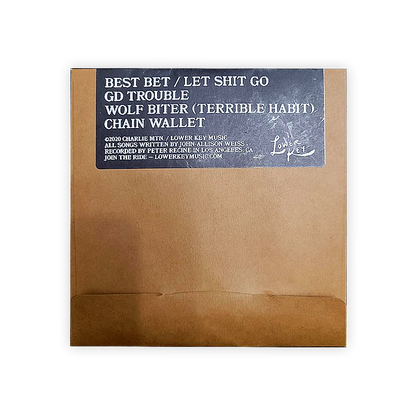 BEST BET / LET SHIT GO
GD TROUBLE
WOLF BITER (TERRIBLE HABIT)
CHAIN WALLET
©2020 CHARLIE MTN. / LOWER KEY MUSIC
ALL SONGS WRITTEN BY JOHN-ALLISON WEISS
RECORDED BY PETER RECINE IN LOS ANGELES, CA
JOIN THE RIDE – LOWERKEYMUSIC.COM
LOWER
KEY